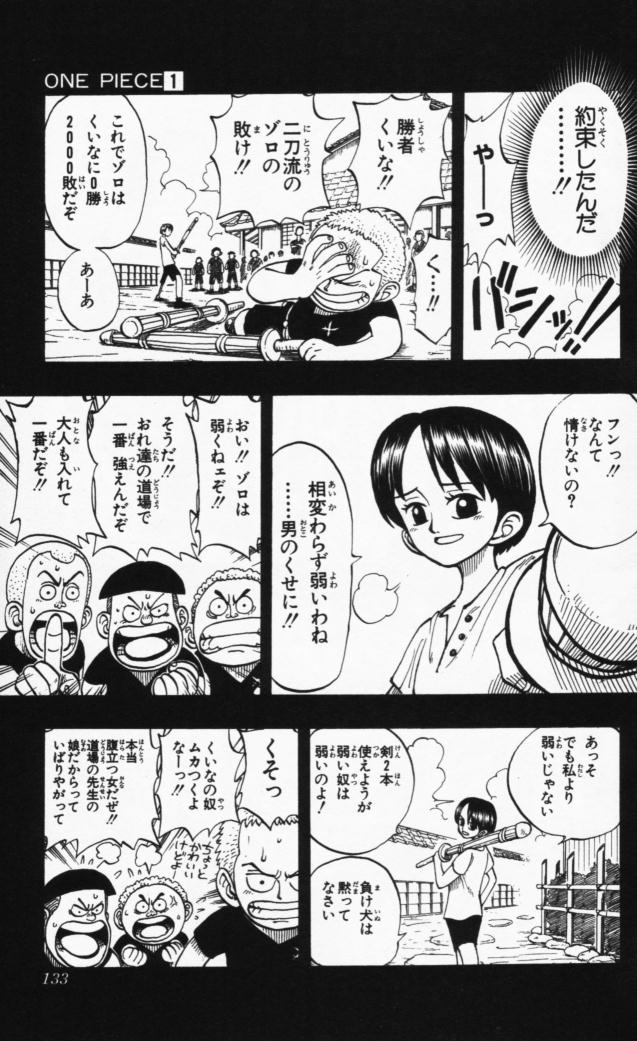 ONE PIECE 1
約束したんだ
………!!
やーっ
バン!!
勝者
くいな!!
二刀流の
ゾロの
敗け!!
く…!!
これでゾロは
くいなに0勝
2000敗だぞ
あーあ
フンっ!!
なんて
情けないの?
相変わらず弱いわね
……男のくせに!!
おい!!ゾロは
弱くねェぞ!!
そうだ!!
おれ達の道場で
一番強えんだぞ
大人も入れて
一番だぞ!!
あっそ
でも私より
弱いじゃない
剣2本
使えようが
弱い奴は
弱いのよ!
負け犬は
黙って
なさい
くそっ
くいなの奴
ムカつくよ
なーっ!!
ちょっと
かわいい
けどよ
本当
腹立つ女だぜ!!
道場の先生の
娘だからって
いばりやがって
133